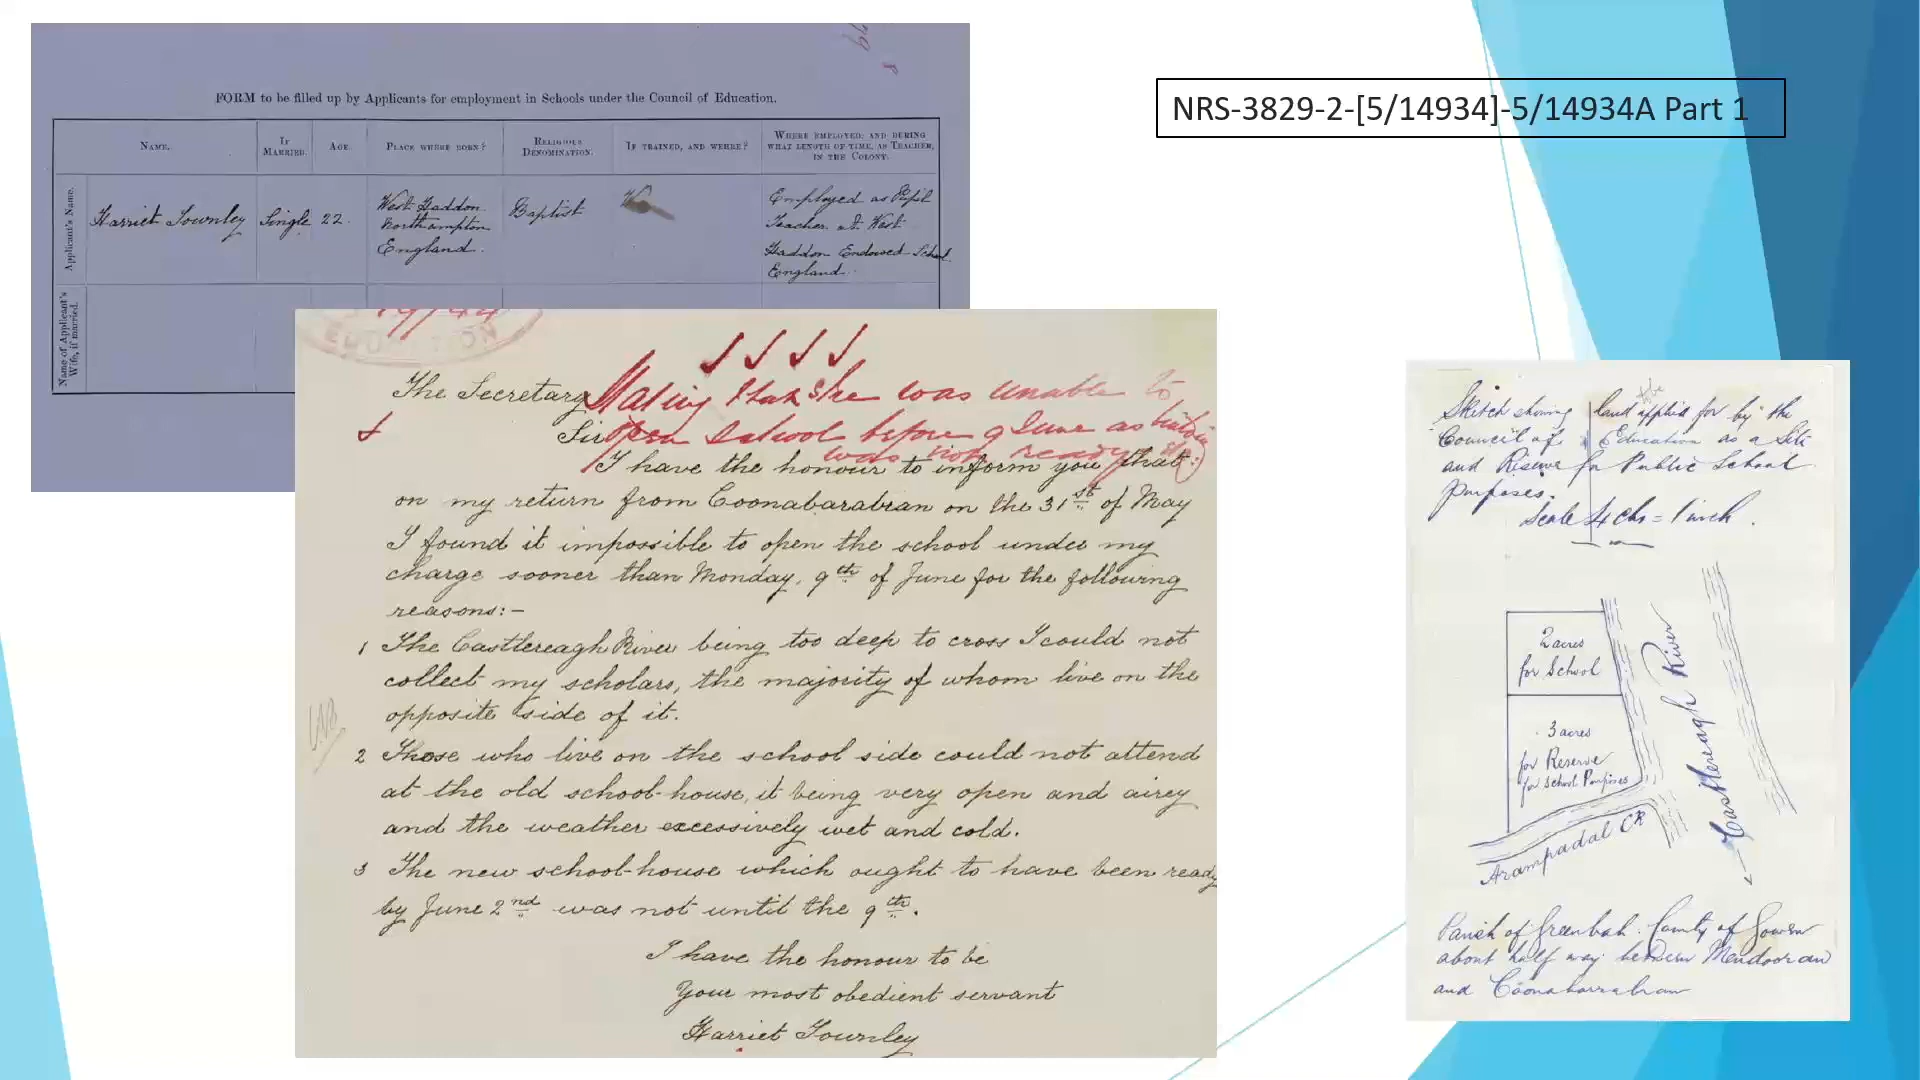 NRS-3829-2-[5/14934]-5/14934A Part 1
FORM to be filled up by Applicants for employment in Schools under the Council of Education.
NAME.
IF MARRIED.
AGE.
PLACE WHERE BORN?
RELIGIOUS DENOMINATION.
IF TRAINED, AND WHERE?
WHERE EMPLOYED; AND DURING
WHAT LENGTH OF TIME, AS TEACHER,
IN THE COLONY.
Applicant's Name.
Harriet Townley
Single
22.
West Haddon
Northampton
England.
Baptist
Employed as Pupil
Teacher at West
Haddon Endowed School
England.
Name of Applicant's
Wife, if married.
EDUCATION
The Secretary
Stating that she was unable to
open school before 9 June as building
was not ready
Sir
I have the honour to inform you that
on my return from Coonabarabran on the 31st of May
I found it impossible to open the school under my
charge sooner than Monday, 9th of June for the following
reasons:-
1 The Castlereagh River being too deep to cross I could not
collect my scholars, the majority of whom live on the
opposite side of it.
2 Those who live on the school side could not attend
at the old school-house, it being very open and airey
and the weather excessively wet and cold.
3 The new school-house which ought to have been ready
by June 2nd was not until the 9th.
I have the honour to be
Your most obedient servant
Harriet Townley
Sketch showing the land applied for by the
Council of Education as a Site
and Reserve for Public School
purposes.
Scale 4 chs = 1 inch.
2 acres
for School
3 acres
for Reserve
for School Purposes
Castlereagh River
Arampadal CR
Parish of Greenbah. County of Gowen
about half way between Mendooran
and Coonabarrabran